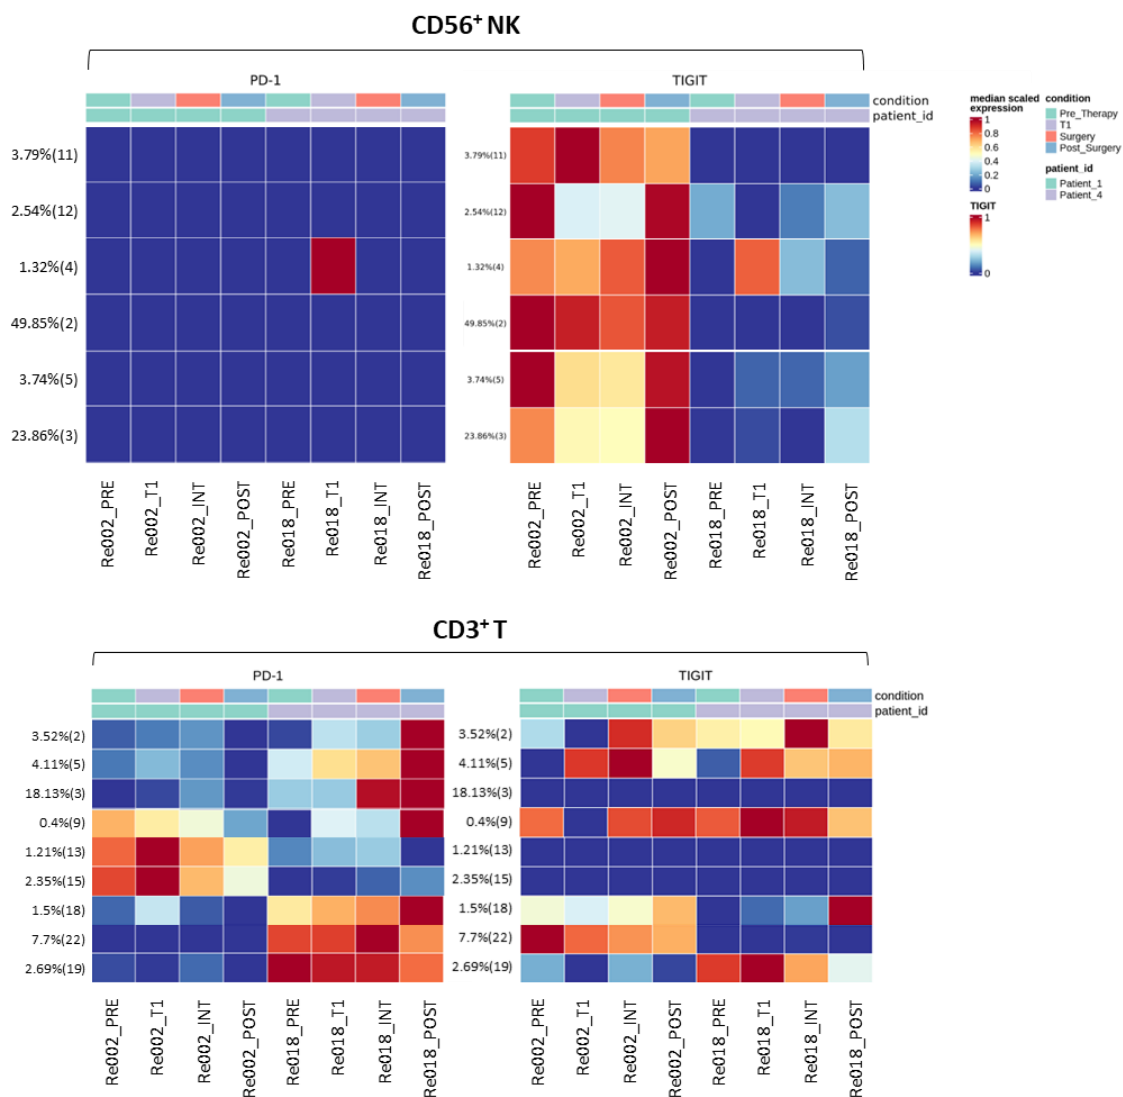 CD56⁺ NK
PD-1
TIGIT
condition
patient_id
3.79%(11)
2.54%(12)
1.32%(4)
49.85%(2)
3.74%(5)
23.86%(3)
3.79%(11)
2.54%(12)
1.32%(4)
49.85%(2)
3.74%(5)
23.86%(3)
Re002_PRE
Re002_T1
Re002_INT
Re002_POST
Re018_PRE
Re018_T1
Re018_INT
Re018_POST
Re002_PRE
Re002_T1
Re002_INT
Re002_POST
Re018_PRE
Re018_T1
Re018_INT
Re018_POST
median scaled
expression
1
0.8
0.6
0.4
0.2
0
TIGIT
1
0
condition
Pre_Therapy
T1
Surgery
Post_Surgery
patient_id
Patient_1
Patient_4
CD3⁺ T
PD-1
TIGIT
condition
patient_id
3.52%(2)
4.11%(5)
18.13%(3)
0.4%(9)
1.21%(13)
2.35%(15)
1.5%(18)
7.7%(22)
2.69%(19)
3.52%(2)
4.11%(5)
18.13%(3)
0.4%(9)
1.21%(13)
2.35%(15)
1.5%(18)
7.7%(22)
2.69%(19)
Re002_PRE
Re002_T1
Re002_INT
Re002_POST
Re018_PRE
Re018_T1
Re018_INT
Re018_POST
Re002_PRE
Re002_T1
Re002_INT
Re002_POST
Re018_PRE
Re018_T1
Re018_INT
Re018_POST